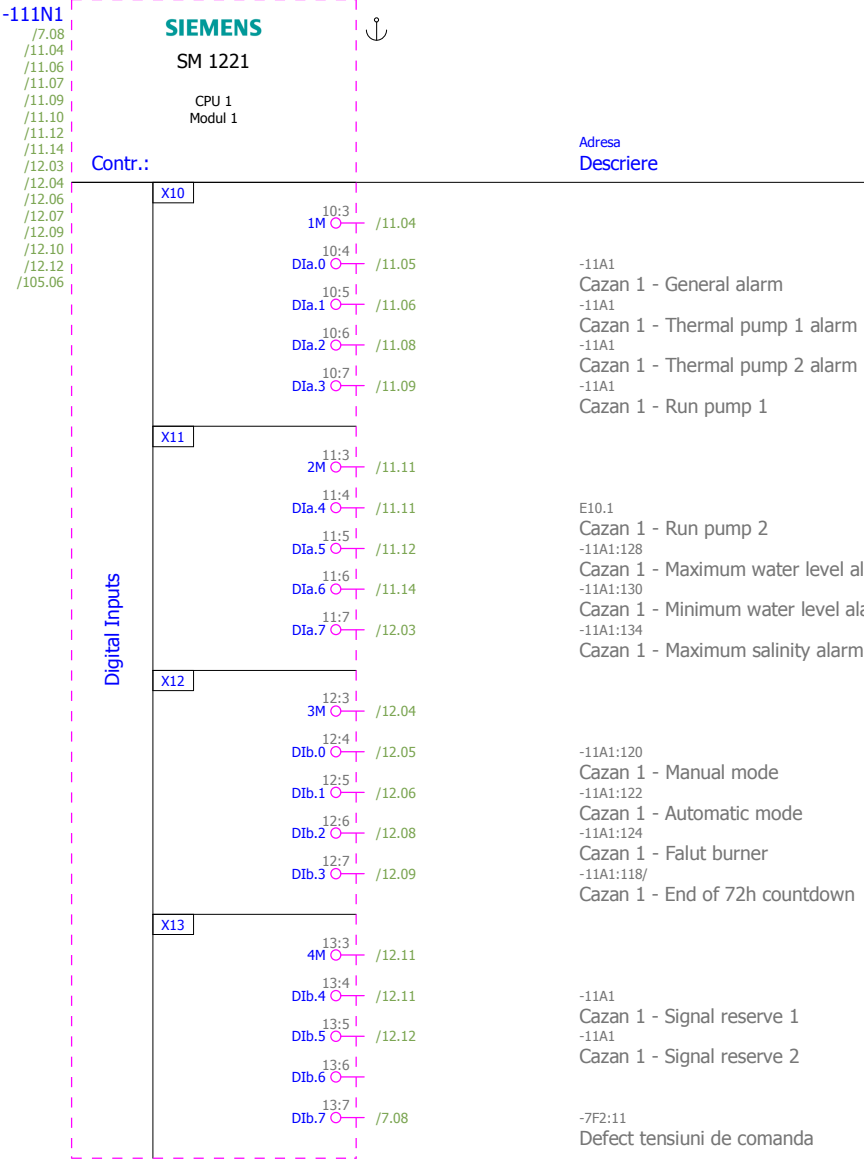 -111N1
/7.08
/11.04
/11.06
/11.07
/11.09
/11.10
/11.12
/11.14
/12.03
/12.04
/12.06
/12.07
/12.09
/12.10
/12.12
/105.06
SIEMENS
SM 1221
CPU 1
Modul 1
Contr.:
Adresa
Descriere
Digital Inputs
X10
10:3
1M /11.04
10:4
DIa.0 /11.05 -11A1
Cazan 1 - General alarm
10:5
DIa.1 /11.06 -11A1
Cazan 1 - Thermal pump 1 alarm
10:6
DIa.2 /11.08 -11A1
Cazan 1 - Thermal pump 2 alarm
10:7
DIa.3 /11.09 -11A1
Cazan 1 - Run pump 1
X11
11:3
2M /11.11
11:4
DIa.4 /11.11 E10.1
Cazan 1 - Run pump 2
11:5
DIa.5 /11.12 -11A1:128
Cazan 1 - Maximum water level al
11:6
DIa.6 /11.14 -11A1:130
Cazan 1 - Minimum water level ala
11:7
DIa.7 /12.03 -11A1:134
Cazan 1 - Maximum salinity alarm
X12
12:3
3M /12.04
12:4
DIb.0 /12.05 -11A1:120
Cazan 1 - Manual mode
12:5
DIb.1 /12.06 -11A1:122
Cazan 1 - Automatic mode
12:6
DIb.2 /12.08 -11A1:124
Cazan 1 - Falut burner
12:7
DIb.3 /12.09 -11A1:118/
Cazan 1 - End of 72h countdown
X13
13:3
4M /12.11
13:4
DIb.4 /12.11 -11A1
Cazan 1 - Signal reserve 1
13:5
DIb.5 /12.12 -11A1
Cazan 1 - Signal reserve 2
13:6
DIb.6
13:7
DIb.7 /7.08 -7F2:11
Defect tensiuni de comanda